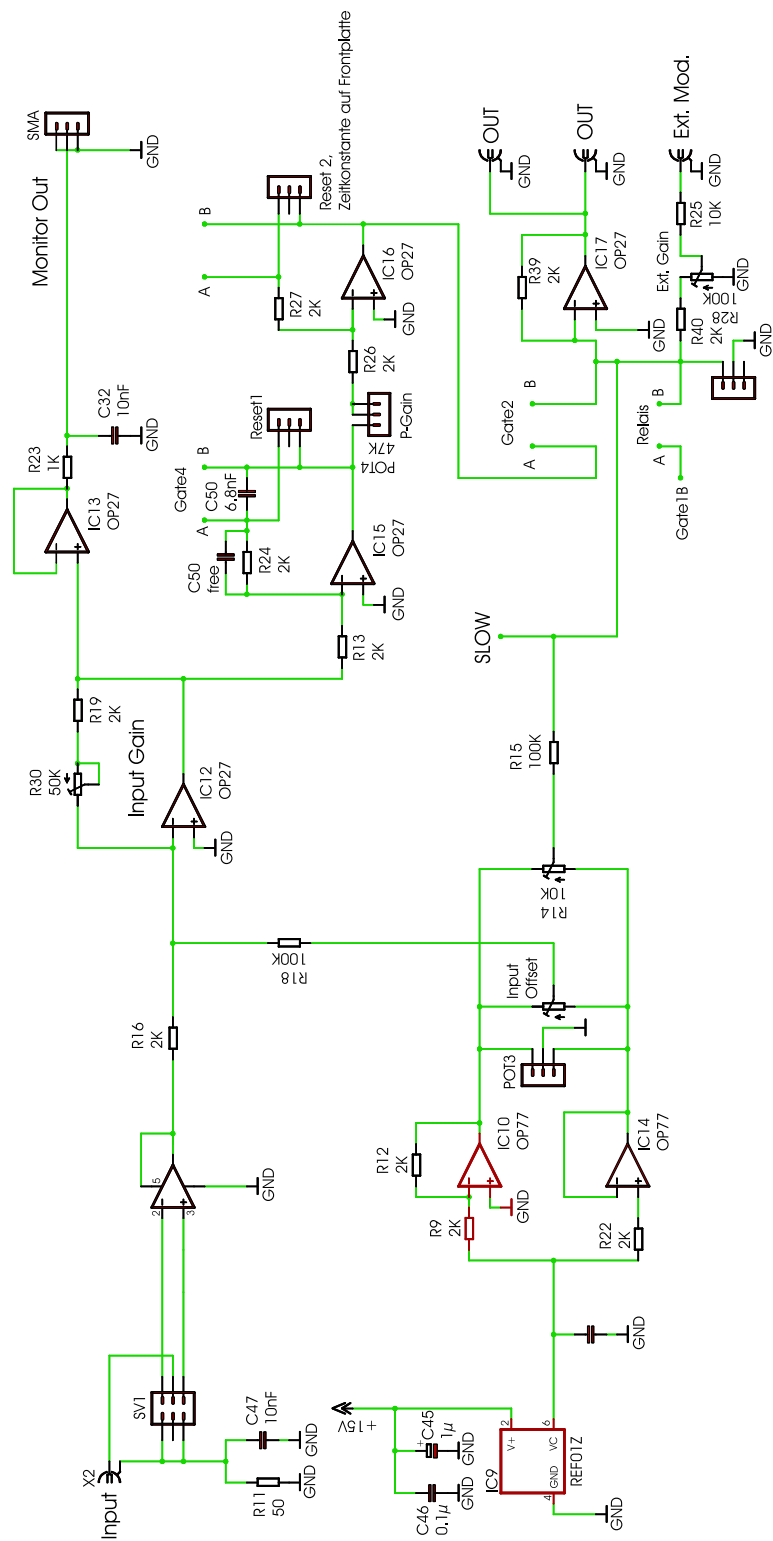 Input
X2
SV1
R11
50
GND
C47
10nF
GND
2
3
5
GND
R16
2K
R18
100K
R30
50K
R19
2K
Input Gain
IC12
OP27
GND
IC13
OP27
R23
1K
C32
10nF
GND
Monitor Out
SMA
GND
R13
2K
C50
free
R24
2K
A
Gate4
B
C50
6,8nF
Reset1
IC15
OP27
GND
POT4
47K
P-Gain
R26
2K
R27
2K
A
B
IC16
OP27
GND
Reset 2,
Zeitkonstante auf Frontplatte
C46
0.1µ
GND
+
C45
1µ
GND
+15V
IC9
V+
2
VC
6
GND
4
REF01Z
GND
GND
R9
2K
R12
2K
IC10
OP77
GND
R22
2K
IC14
OP77
POT3
Input
Offset
R14
10K
R15
100K
SLOW
Gate2
A
B
R39
2K
IC17
OP27
GND
OUT
GND
OUT
GND
Gate1B
A
Relais
B
R40
2K
R28
100K
GND
Ext. Gain
R25
10K
Ext. Mod.
GND
GND